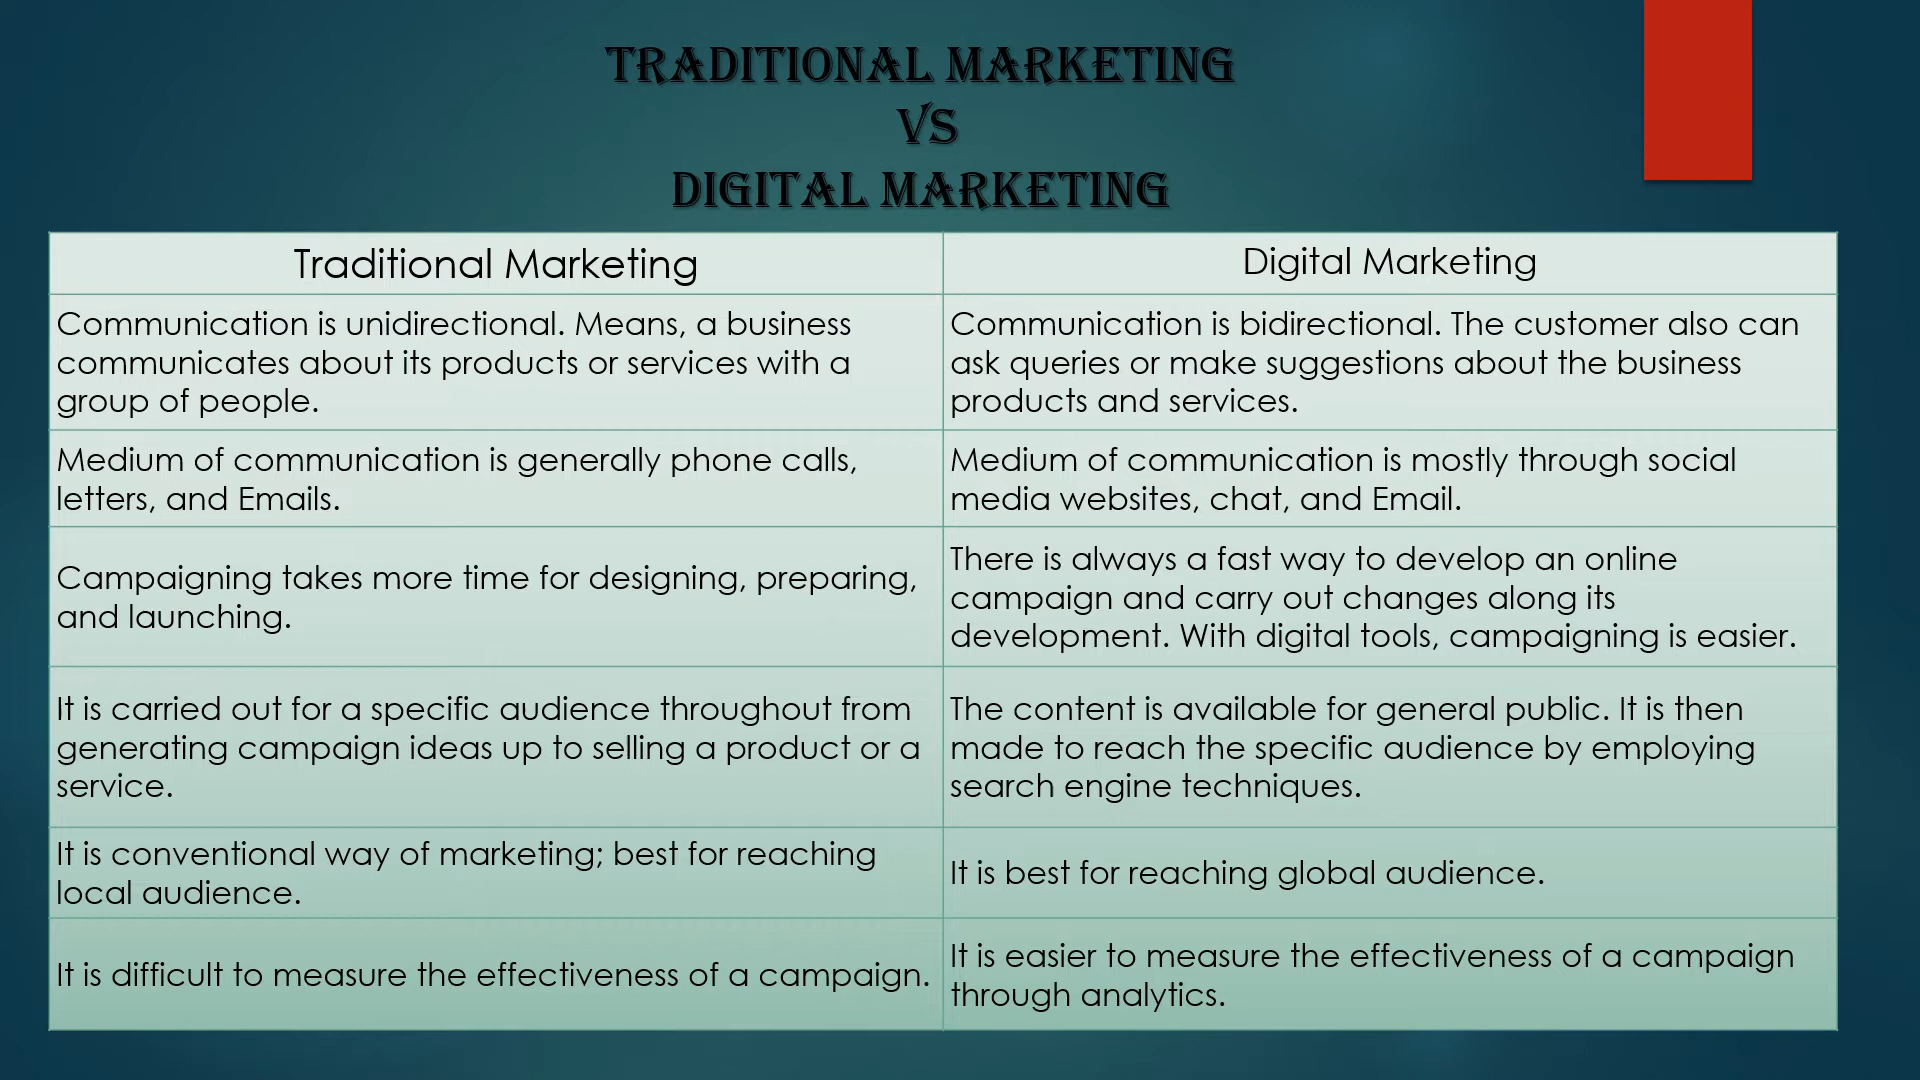 TRADITIONAL MARKETING
VS
DIGITAL MARKETING
Traditional Marketing
Digital Marketing
Communication is unidirectional. Means, a business
communicates about its products or services with a
group of people.
Communication is bidirectional. The customer also can
ask queries or make suggestions about the business
products and services.
Medium of communication is generally phone calls,
letters, and Emails.
Medium of communication is mostly through social
media websites, chat, and Email.
Campaigning takes more time for designing, preparing,
and launching.
There is always a fast way to develop an online
campaign and carry out changes along its
development. With digital tools, campaigning is easier.
It is carried out for a specific audience throughout from
generating campaign ideas up to selling a product or a
service.
The content is available for general public. It is then
made to reach the specific audience by employing
search engine techniques.
It is conventional way of marketing; best for reaching
local audience.
It is best for reaching global audience.
It is difficult to measure the effectiveness of a campaign.
It is easier to measure the effectiveness of a campaign
through analytics.